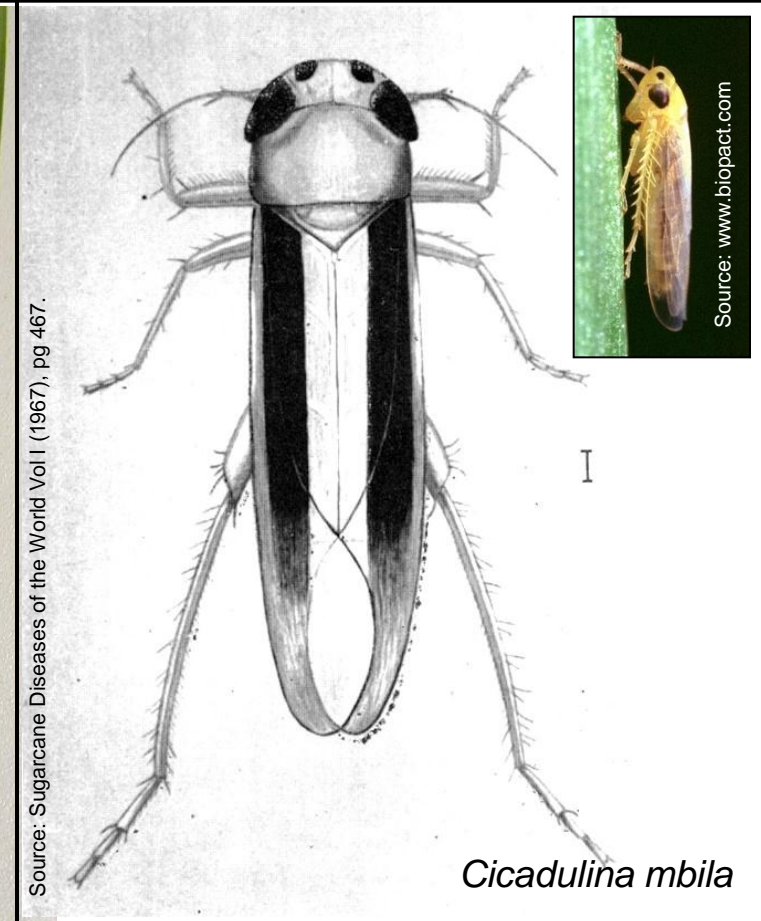 Source: Sugarcane Diseases of the World Vol I (1967), pg 467.
Source: www.biopact.com
Cicadulina mbila